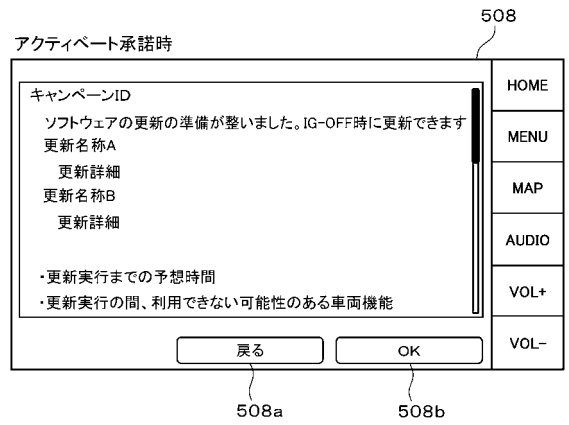 508
アクティベート承諾時
キャンペーンID
ソフトウェアの更新の準備が整いました。IG-OFF時に更新できます
更新名称A
更新詳細
更新名称B
更新詳細
・更新実行までの予想時間
・更新実行の間、利用できない可能性のある車両機能
戻る
OK
HOME
MENU
MAP
AUDIO
VOL+
VOL-
508a
508b